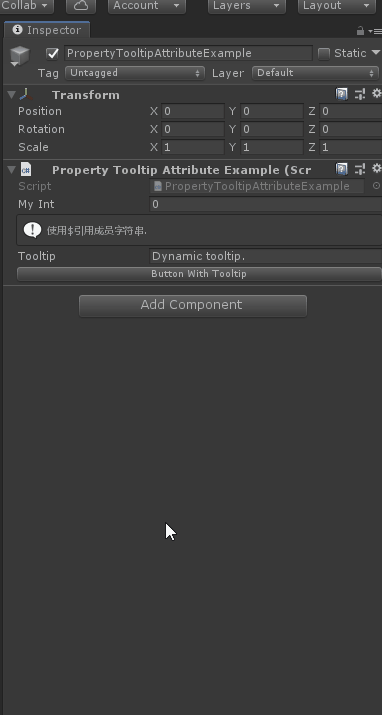 Collab Account Layers Layout
Inspector
PropertyTooltipAttributeExample Static
Tag Untagged Layer Default
Transform
Position X 0 Y 0 Z 0
Rotation X 0 Y 0 Z 0
Scale X 1 Y 1 Z 1
Property Tooltip Attribute Example (Scr
Script PropertyTooltipAttributeExample
My Int 0
使用$引用成员字符串.
Tooltip Dynamic tooltip.
Button With Tooltip
Add Component